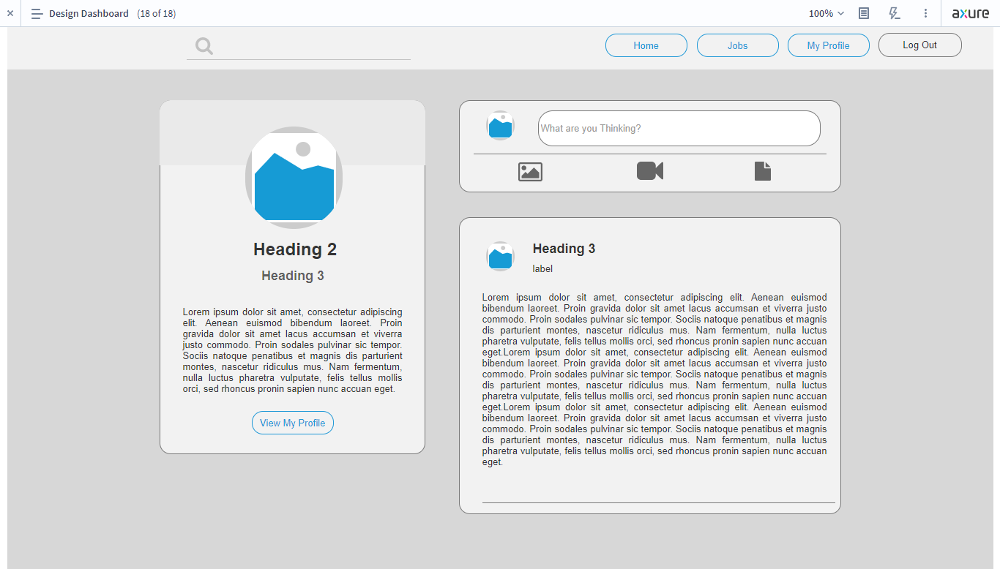 Design Dashboard (18 of 18)
100%
axure
Home
Jobs
My Profile
Log Out
Heading 2
Heading 3
Lorem ipsum dolor sit amet, consectetur adipiscing
elit. Aenean euismod bibendum laoreet. Proin
gravida dolor sit amet lacus accumsan et viverra
justo commodo. Proin sodales pulvinar sic tempor.
Sociis natoque penatibus et magnis dis parturient
montes, nascetur ridiculus mus. Nam fermentum,
nulla luctus pharetra vulputate, felis tellus mollis
orci, sed rhoncus pronin sapien nunc accuan eget.
View My Profile
What are you Thinking?
Heading 3
label
Lorem ipsum dolor sit amet, consectetur adipiscing elit. Aenean euismod
bibendum laoreet. Proin gravida dolor sit amet lacus accumsan et viverra justo
commodo. Proin sodales pulvinar sic tempor. Sociis natoque penatibus et magnis
dis parturient montes, nascetur ridiculus mus. Nam fermentum, nulla luctus
pharetra vulputate, felis tellus mollis orci, sed rhoncus pronin sapien nunc accuan
eget.Lorem ipsum dolor sit amet, consectetur adipiscing elit. Aenean euismod
bibendum laoreet. Proin gravida dolor sit amet lacus accumsan et viverra justo
commodo. Proin sodales pulvinar sic tempor. Sociis natoque penatibus et magnis
dis parturient montes, nascetur ridiculus mus. Nam fermentum, nulla luctus
pharetra vulputate, felis tellus mollis orci, sed rhoncus pronin sapien nunc accuan
eget.Lorem ipsum dolor sit amet, consectetur adipiscing elit. Aenean euismod
bibendum laoreet. Proin gravida dolor sit amet lacus accumsan et viverra justo
commodo. Proin sodales pulvinar sic tempor. Sociis natoque penatibus et magnis
dis parturient montes, nascetur ridiculus mus. Nam fermentum, nulla luctus
pharetra vulputate, felis tellus mollis orci, sed rhoncus pronin sapien nunc accuan
eget.